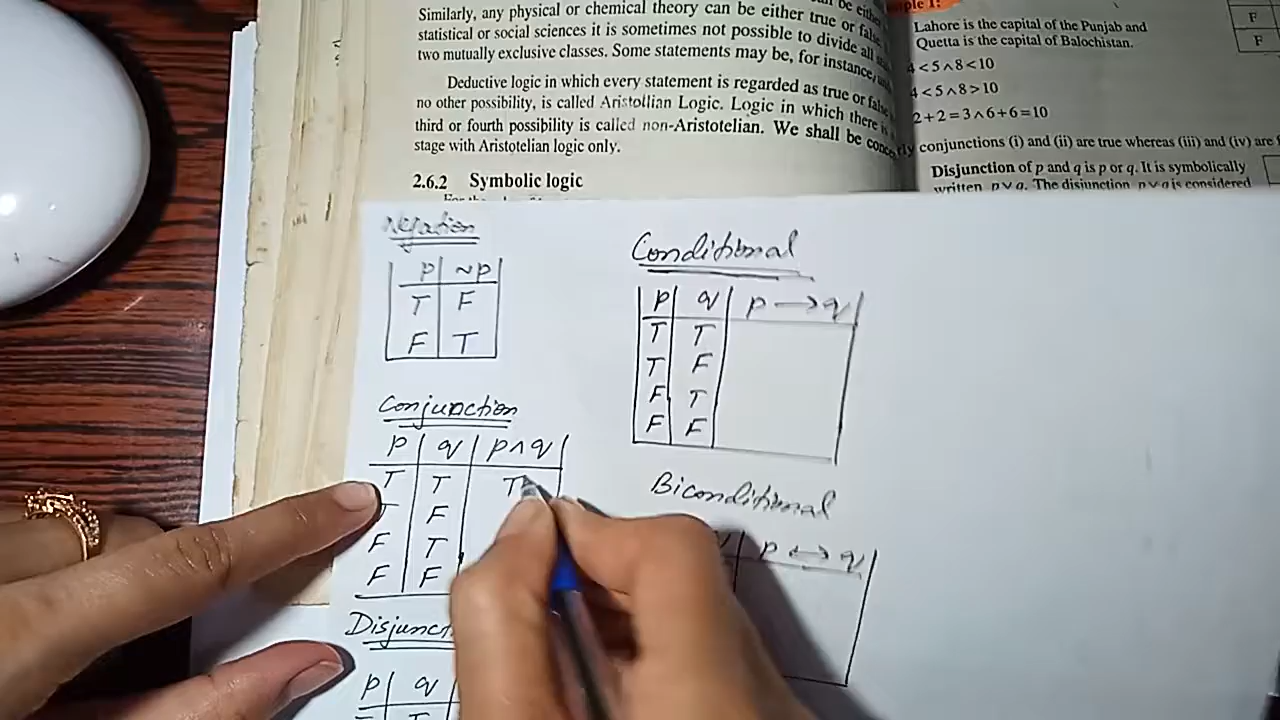 Similarly, any physical or chemical theory can be either true or false
statistical or social sciences it is sometimes not possible to divide all
two mutually exclusive classes. Some statements may be, for instance,
Deductive logic in which every statement is regarded as true or false
no other possibility, is called Aristotlian Logic. Logic in which there is
third or fourth possibility is called non-Aristotelian. We shall be
stage with Aristotelian logic only.
2.6.2 Symbolic logic
Lahore is the capital of the Punjab and
Quetta is the capital of Balochistan.
4 < 5 ∧ 8 < 10
4 < 5 ∧ 8 > 10
2 + 2 = 3 ∧ 6 + 6 = 10
conjunctions (i) and (ii) are true whereas (iii) and (iv) are
Disjunction of p and q is p or q. It is symbolically
written p ∨ q. The disjunction p ∨ q is considered
F
F
Negation
p ~p
T F
F T
Conjunction
p q p ∧ q
T T T
F
F T
F F
Disjunct
p q
T
Conditional
p q p → q
T T
T F
F T
F F
Biconditional
p ↔ q